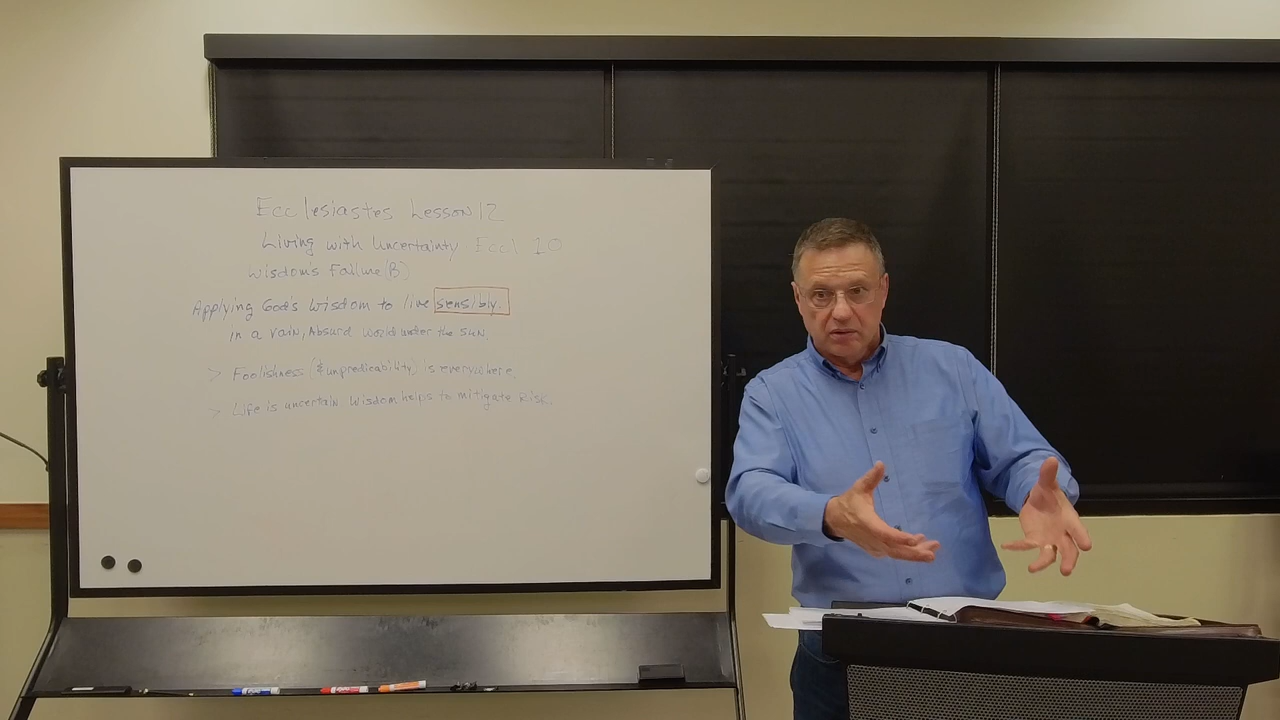 Ecclesiastes Lesson 12
Living with Uncertainty Eccl 10
Wisdom's Failure (B)
Applying God's Wisdom to live sensibly.
in a vain, Absurd World under the sun.
> Foolishness (& unpredicability) is everywhere.
> Life is uncertain Wisdom helps to mitigate Risk.